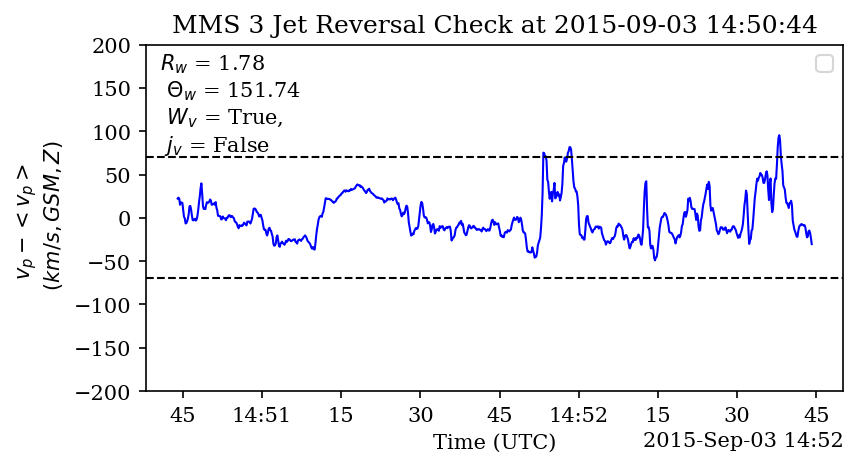 MMS 3 Jet Reversal Check at 2015-09-03 14:50:44
R_w = 1.78
Θ_w = 151.74
W_v = True,
j_v = False
v_p − < v_p >
(km/s, GSM, Z)
200
150
100
50
0
−50
−100
−150
−200
45 14:51 15 30 45 14:52 15 30 45
Time (UTC)
2015-Sep-03 14:52